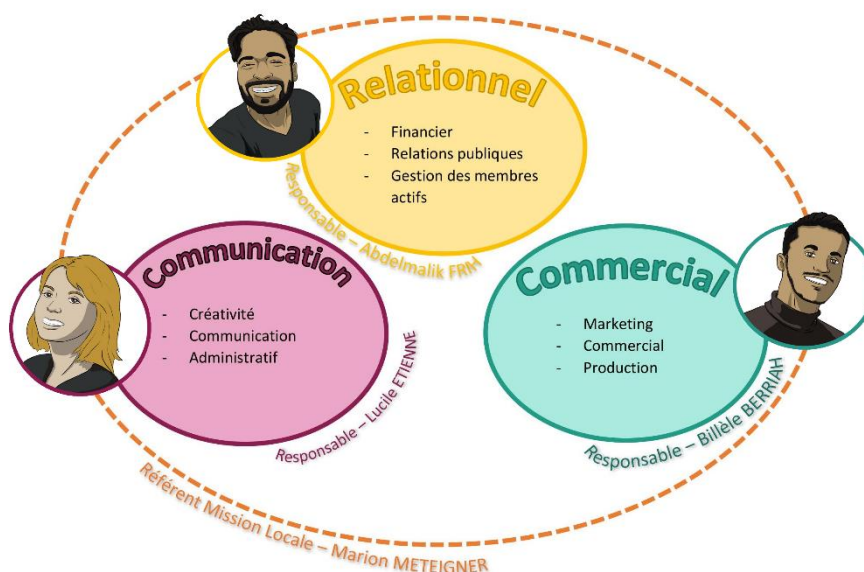 Relationnel
- Financier
- Relations publiques
- Gestion des membres
actifs
Responsable – Abdelmalik FRIH
Communication
- Créativité
- Communication
- Administratif
Responsable – Lucile ETIENNE
Commercial
- Marketing
- Commercial
- Production
Responsable – Billèle BERRIAH
Référent Mission Locale – Marion METEIGNER